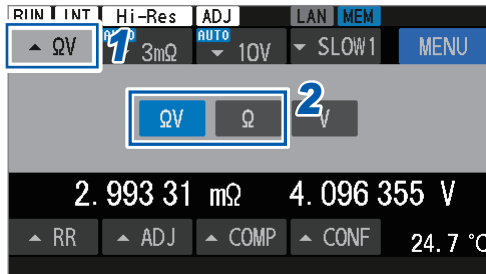 RUN INT Hi-Res ADJ LAN MEM
▲ ΩV 1 AUTO 3mΩ AUTO ▼ 10V ▼ SLOW1 MENU
2
ΩV Ω V
2.993 31 mΩ 4.096 355 V
▲ RR ▲ ADJ ▲ COMP ▲ CONF 24.7 °C